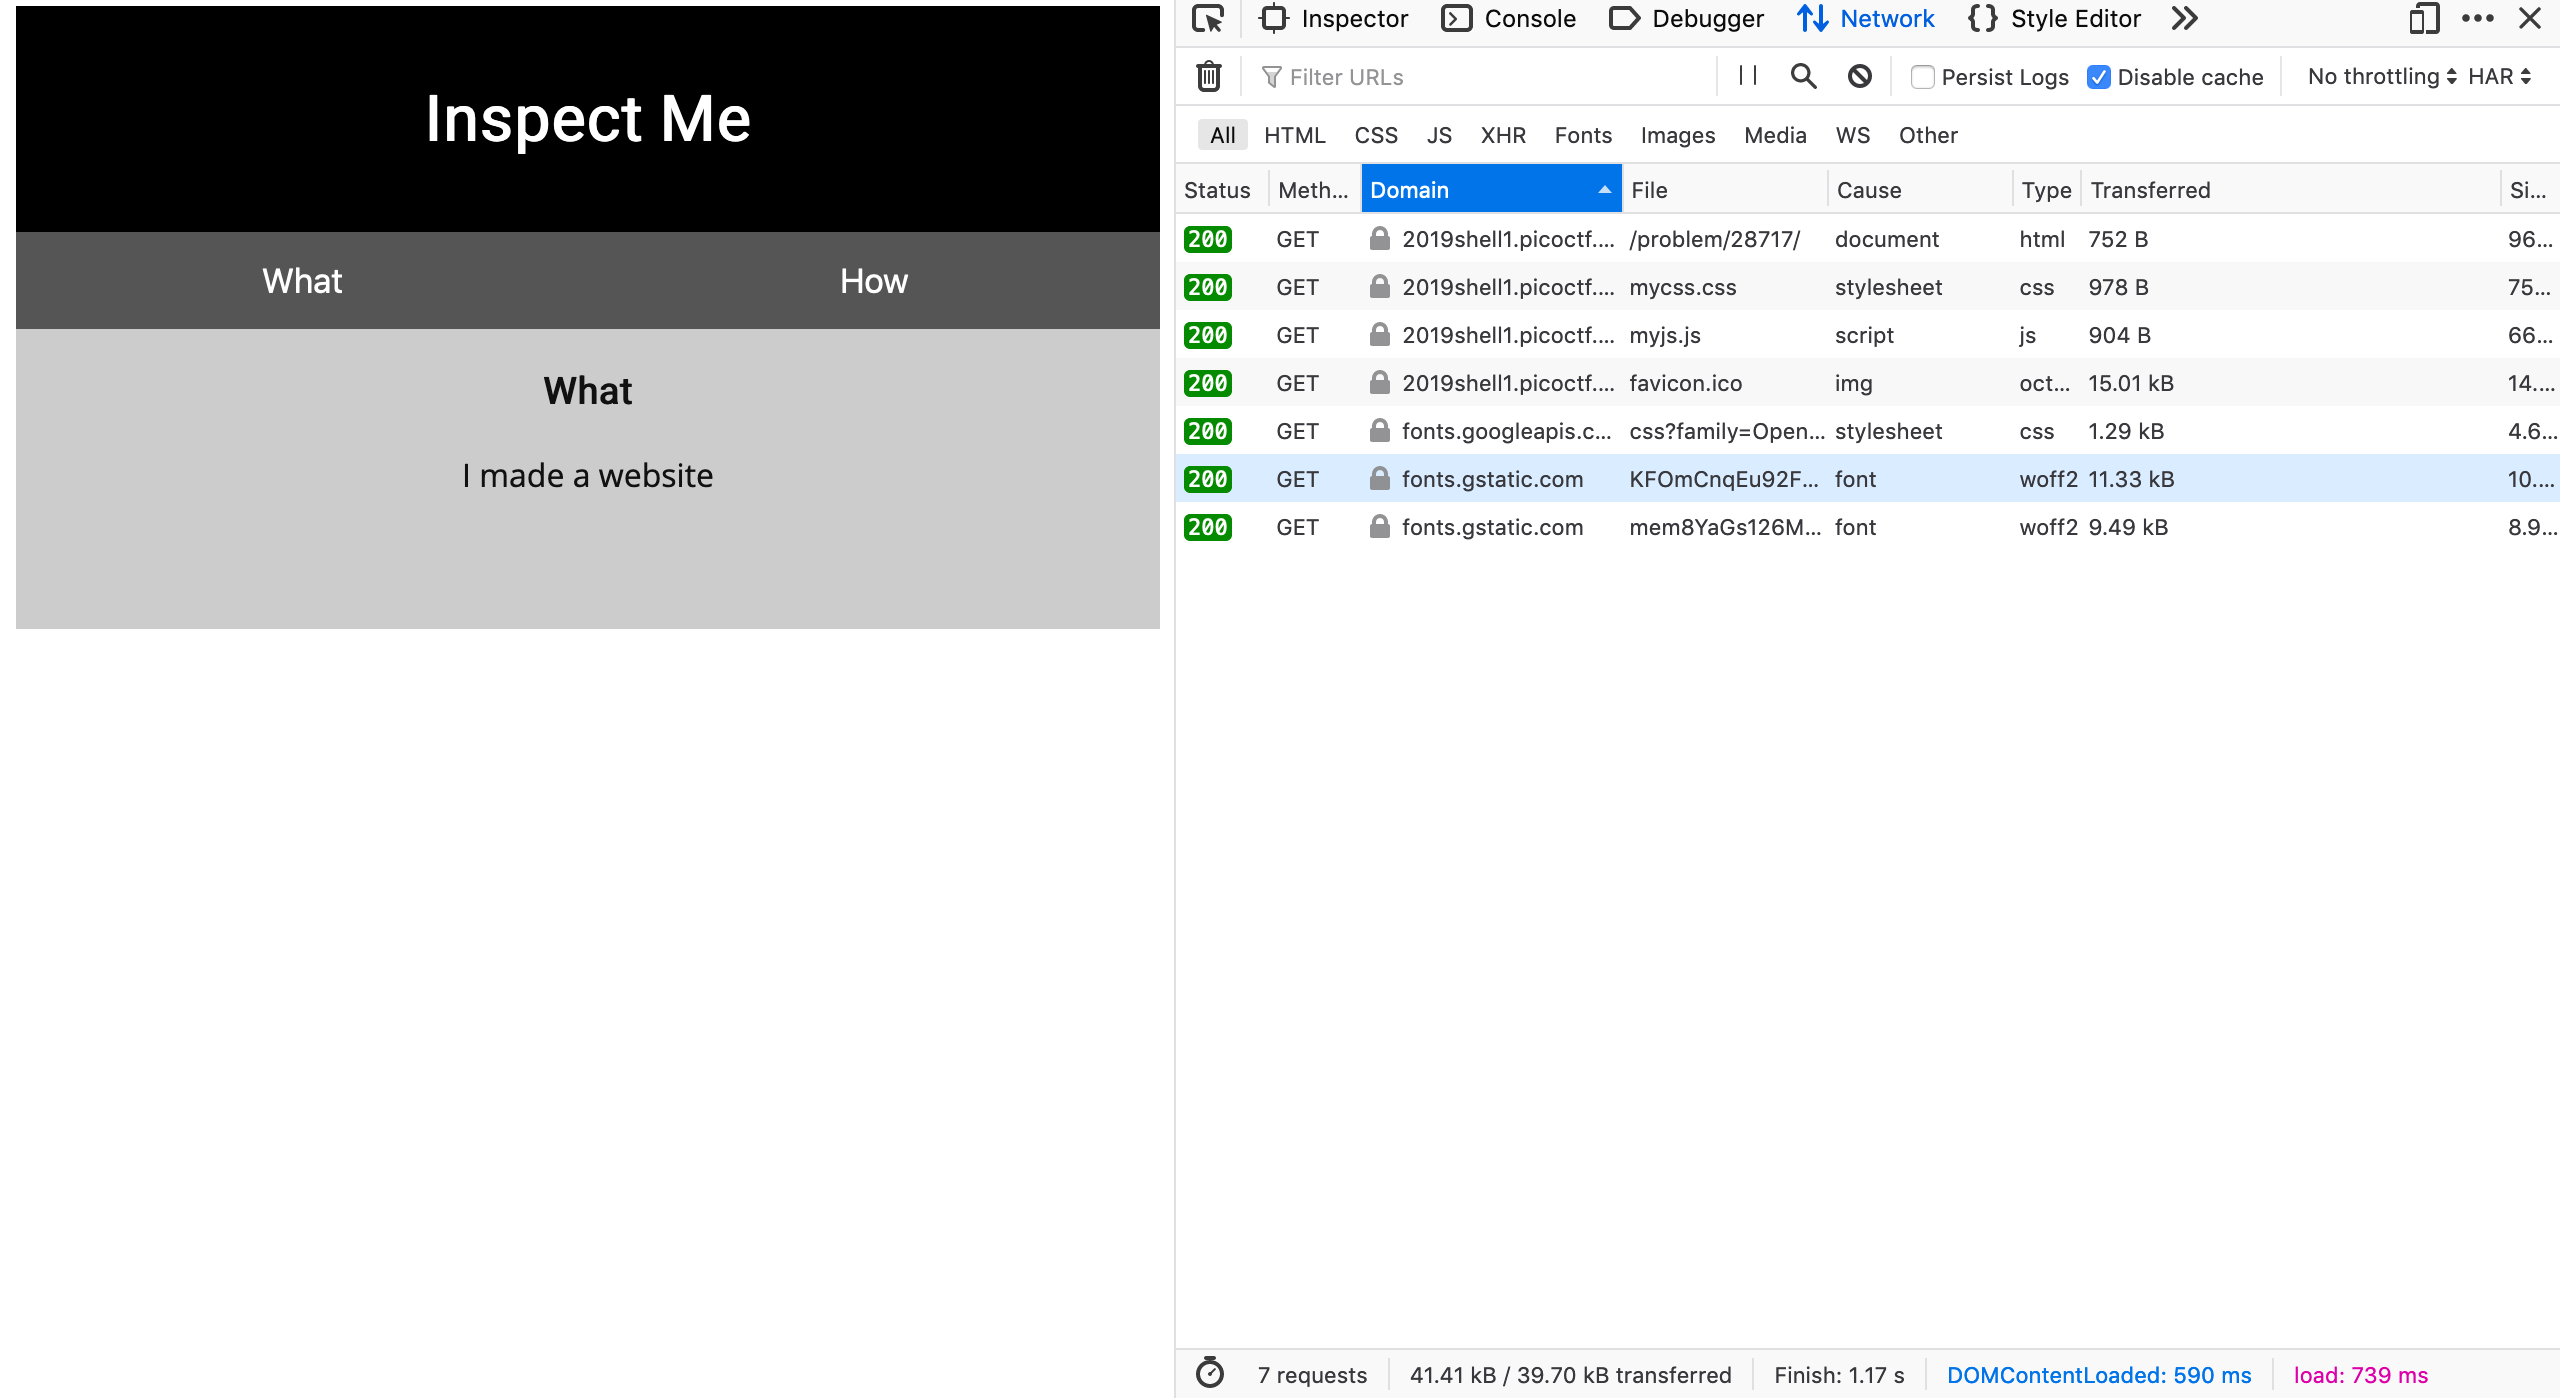 Inspect Me
What How
What
I made a website
Inspector Console Debugger Network Style Editor
Filter URLs Persist Logs Disable cache No throttling HAR
All HTML CSS JS XHR Fonts Images Media WS Other
Status Meth... Domain File Cause Type Transferred Si...
200 GET 2019shell1.picoctf.... /problem/28717/ document html 752 B 96...
200 GET 2019shell1.picoctf.... mycss.css stylesheet css 978 B 75...
200 GET 2019shell1.picoctf.... myjs.js script js 904 B 66...
200 GET 2019shell1.picoctf.... favicon.ico img oct... 15.01 kB 14....
200 GET fonts.googleapis.c... css?family=Open... stylesheet css 1.29 kB 4.6...
200 GET fonts.gstatic.com KFOmCnqEu92F... font woff2 11.33 kB 10....
200 GET fonts.gstatic.com mem8YaGs126M... font woff2 9.49 kB 8.9...
7 requests 41.41 kB / 39.70 kB transferred Finish: 1.17 s DOMContentLoaded: 590 ms load: 739 ms